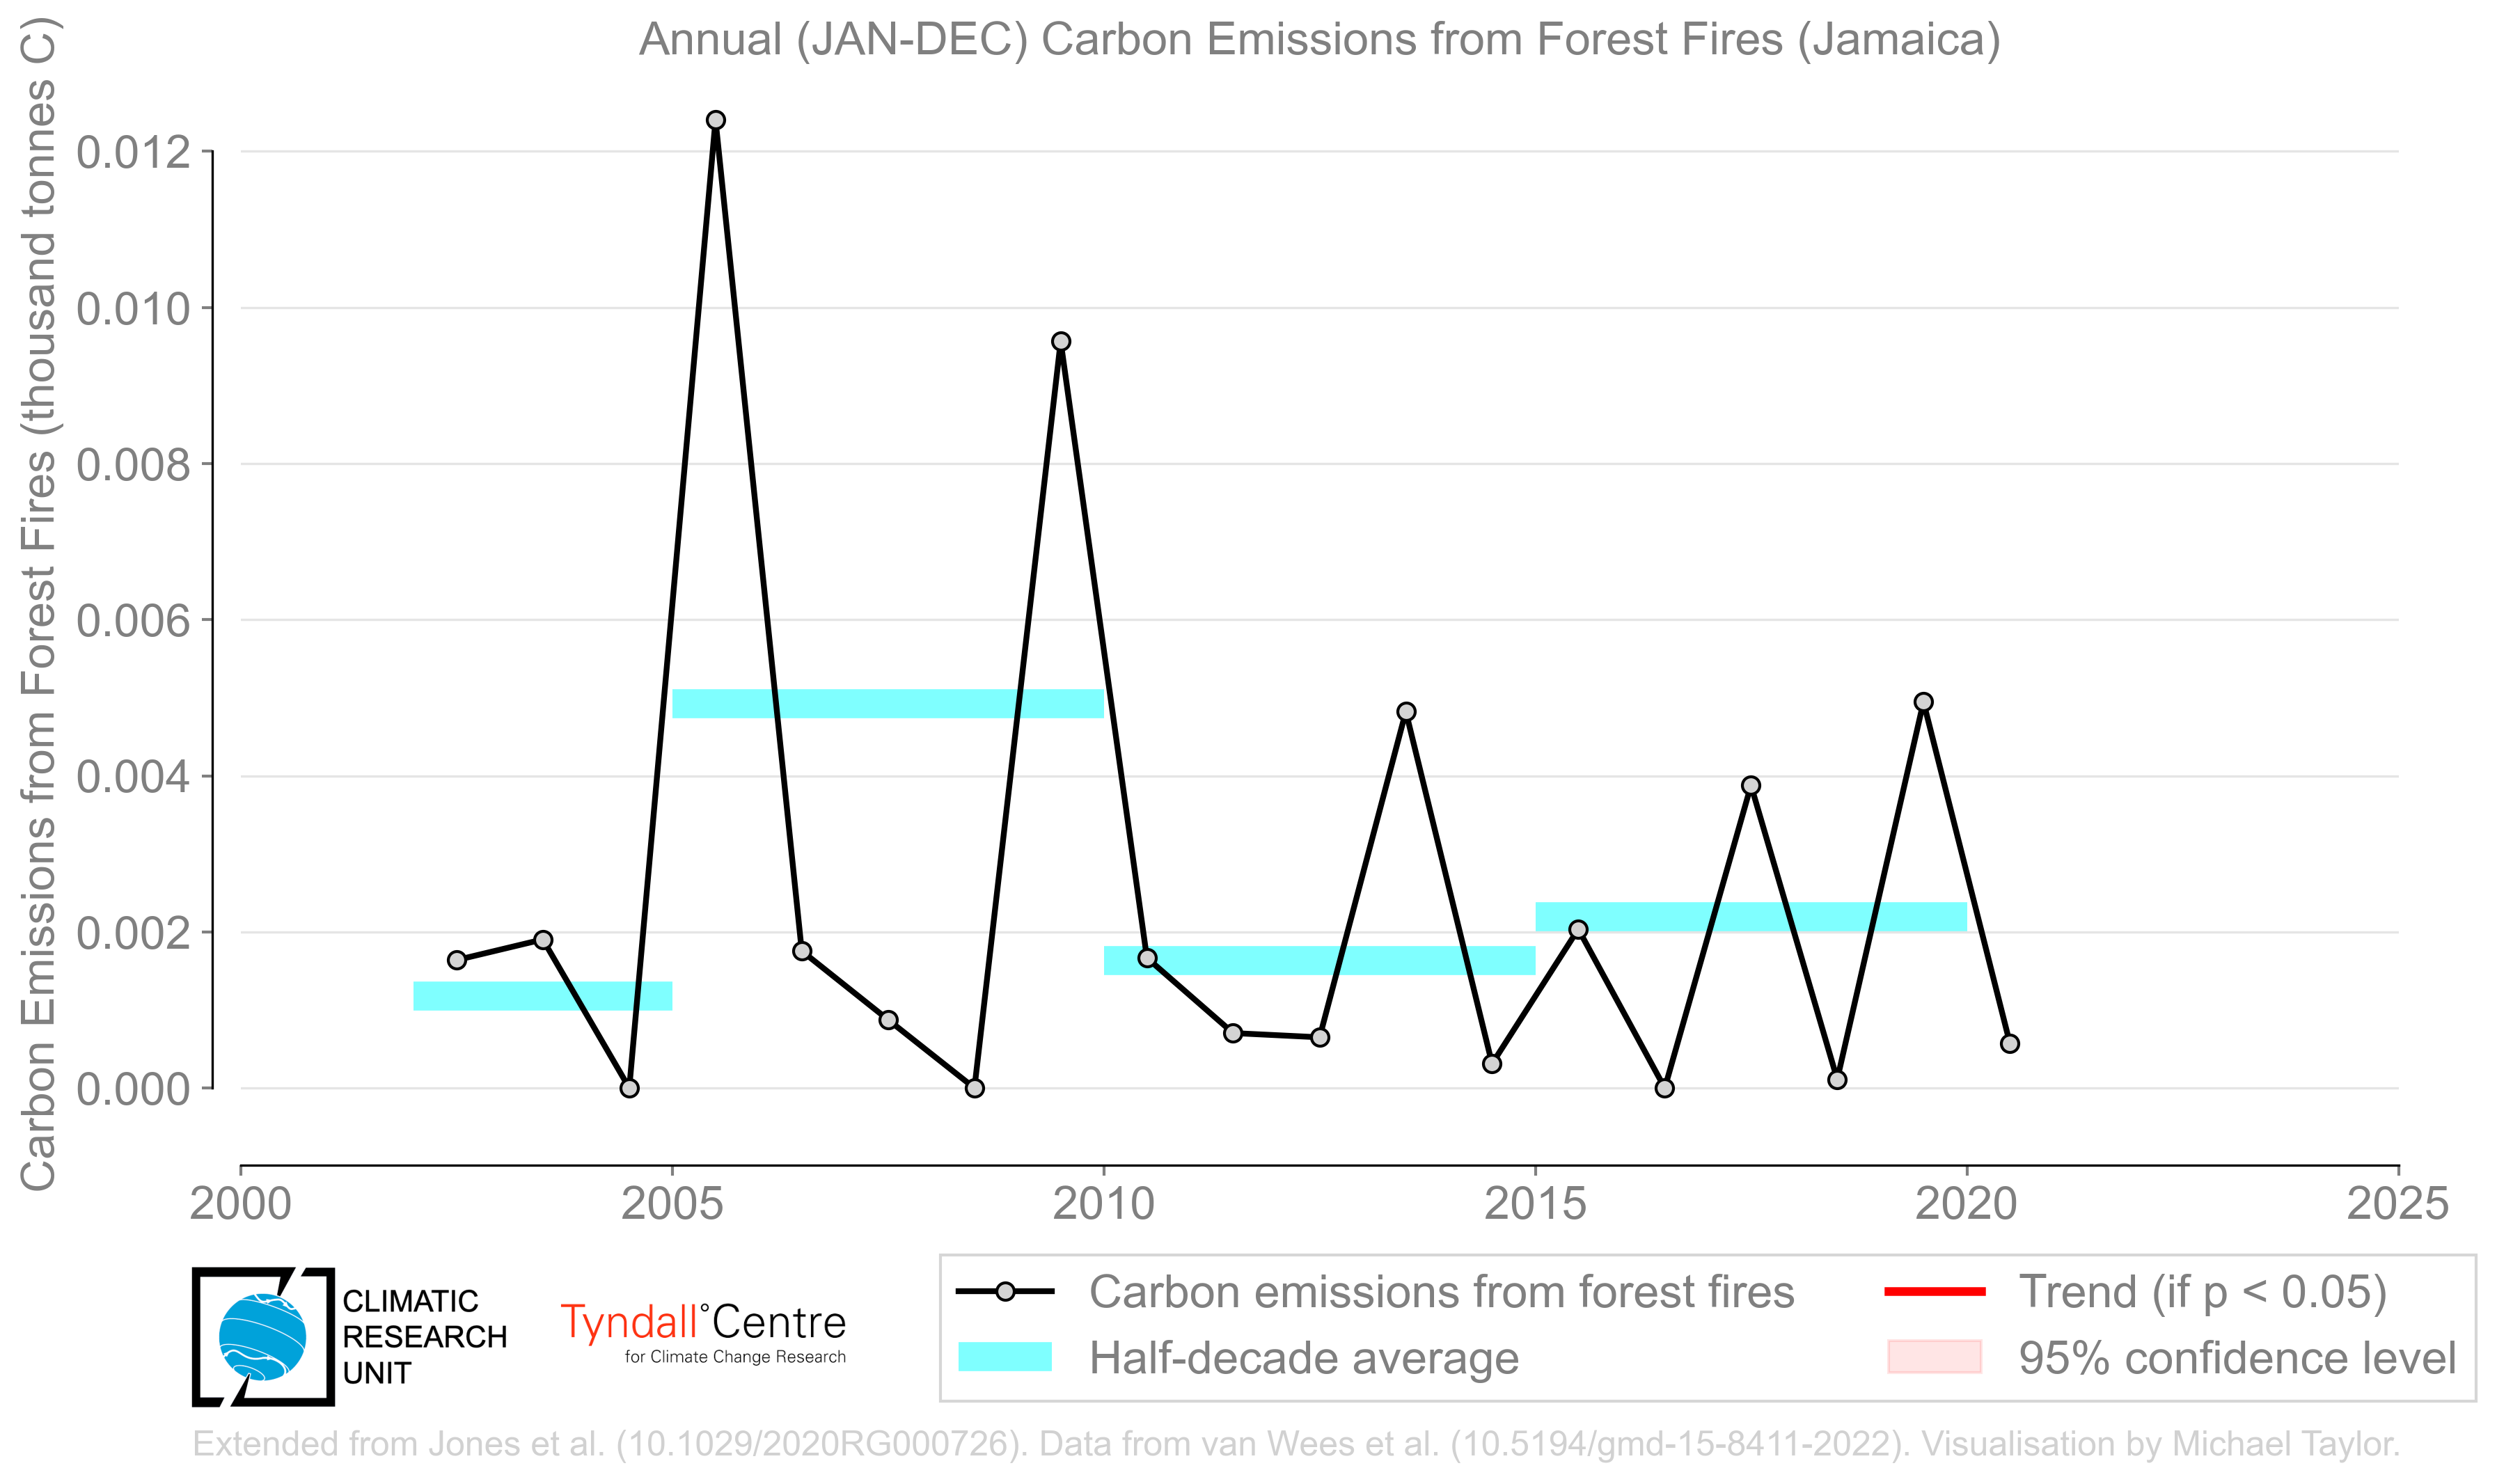 Annual (JAN-DEC) Carbon Emissions from Forest Fires (Jamaica)
Carbon Emissions from Forest Fires (thousand tonnes C)
0.012
0.010
0.008
0.006
0.004
0.002
0.000
2000 2005 2010 2015 2020 2025
CLIMATIC
RESEARCH
UNIT
Tyndall°Centre
for Climate Change Research
Carbon emissions from forest fires
Half-decade average
Trend (if p < 0.05)
95% confidence level
Extended from Jones et al. (10.1029/2020RG000726). Data from van Wees et al. (10.5194/gmd-15-8411-2022). Visualisation by Michael Taylor.